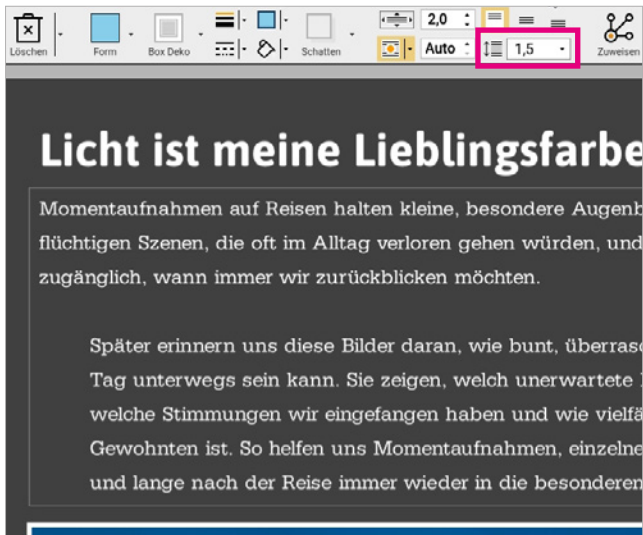 2,0
Löschen Form Box Deko Schatten Auto 1,5 Zuweisen
Licht ist meine Lieblingsfarbe
Momentaufnahmen auf Reisen halten kleine, besondere
flüchtigen Szenen, die oft im Alltag verloren gehen würden, und
zugänglich, wann immer wir zurückblicken möchten.
Später erinnern uns diese Bilder daran, wie bunt,
Tag unterwegs sein kann. Sie zeigen, welch unerwartete
welche Stimmungen wir eingefangen haben und wie
Gewohnten ist. So helfen uns Momentaufnahmen, einzelne
und lange nach der Reise immer wieder in die besonderen